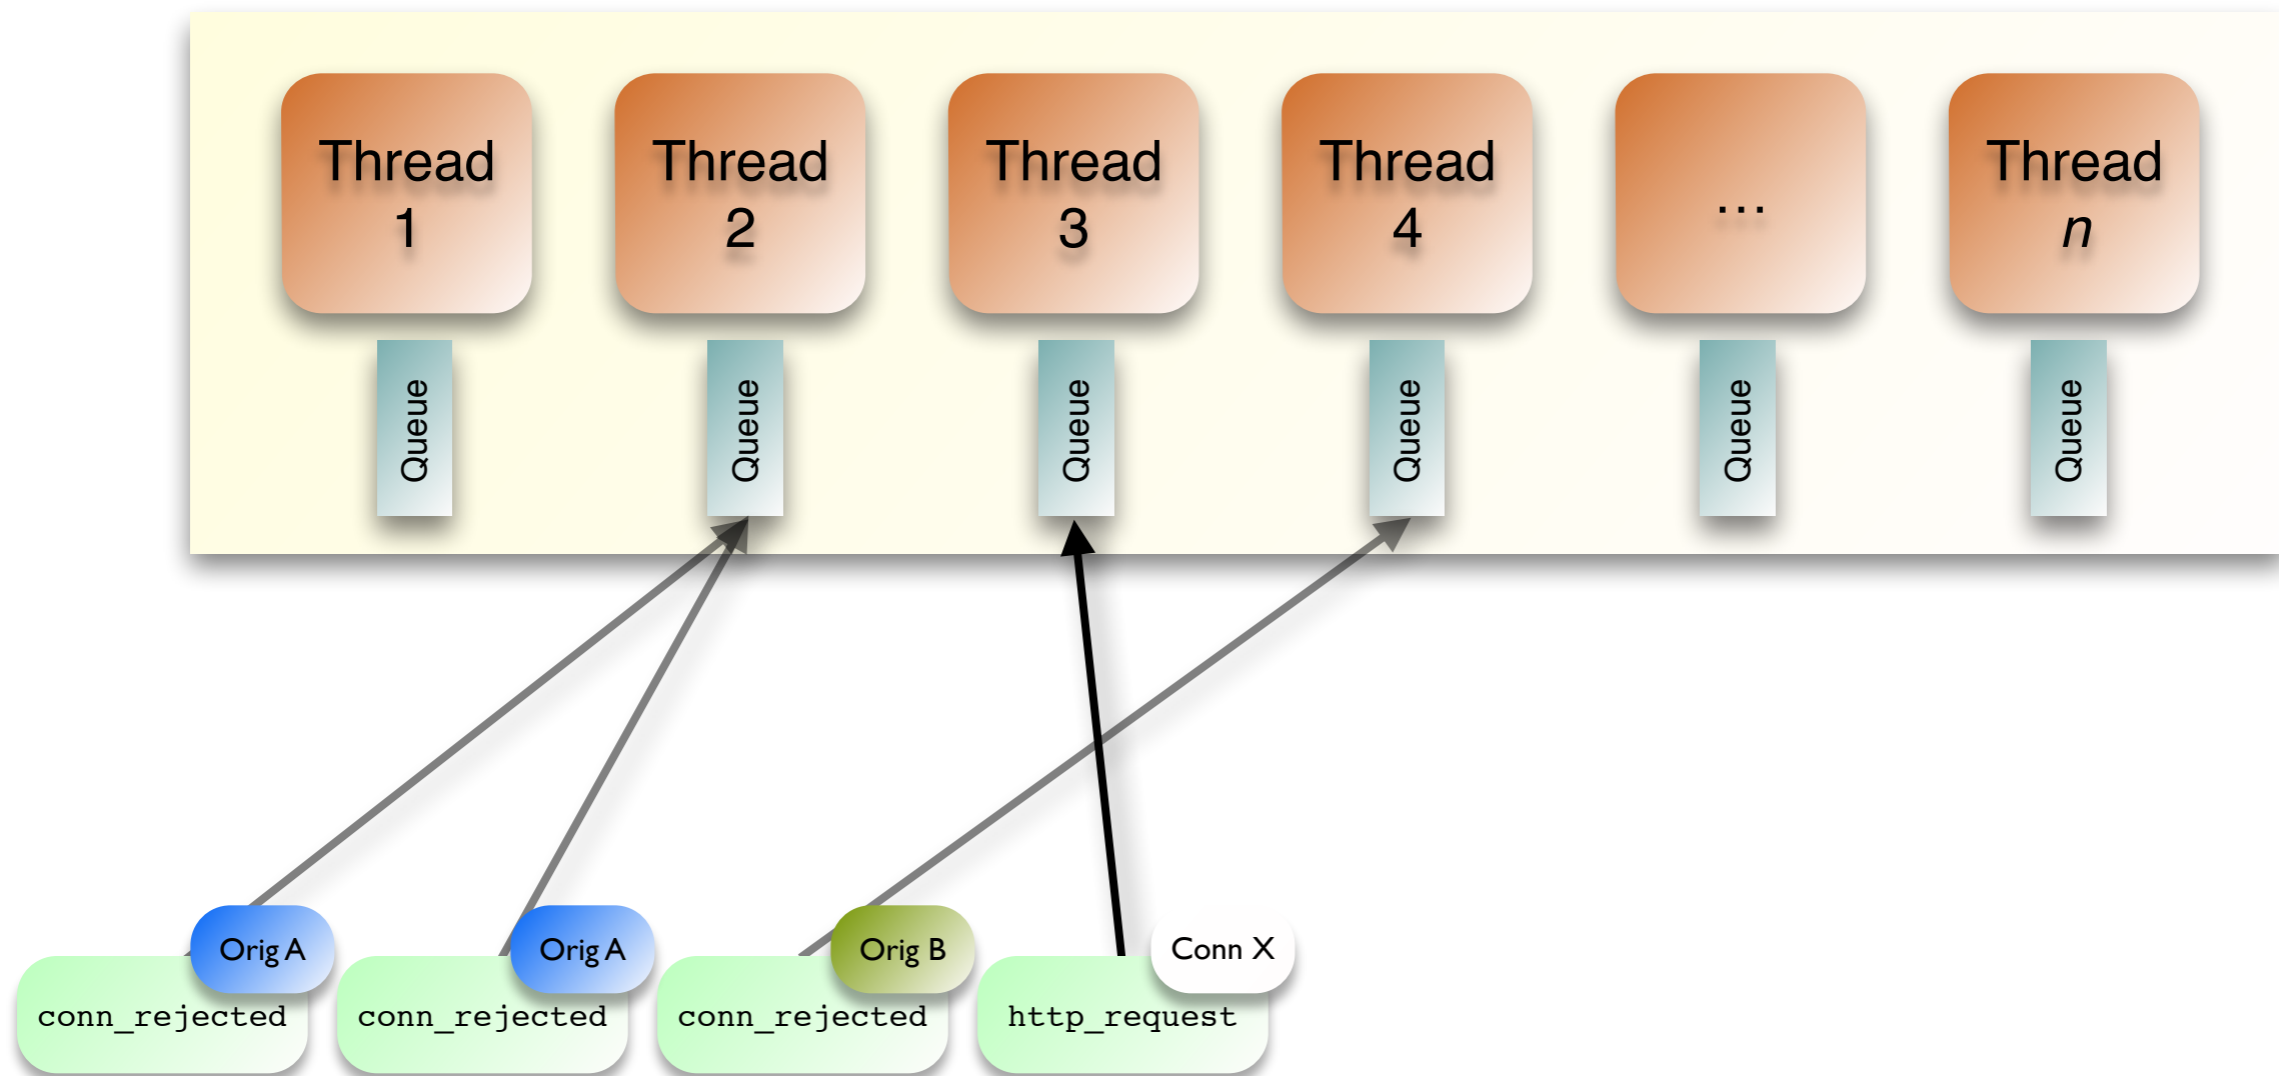 Thread
1
Thread
2
Thread
3
Thread
4
...
Thread
n
Queue
Queue
Queue
Queue
Queue
Queue
Orig A
conn_rejected
Orig A
conn_rejected
Orig B
conn_rejected
Conn X
http_request